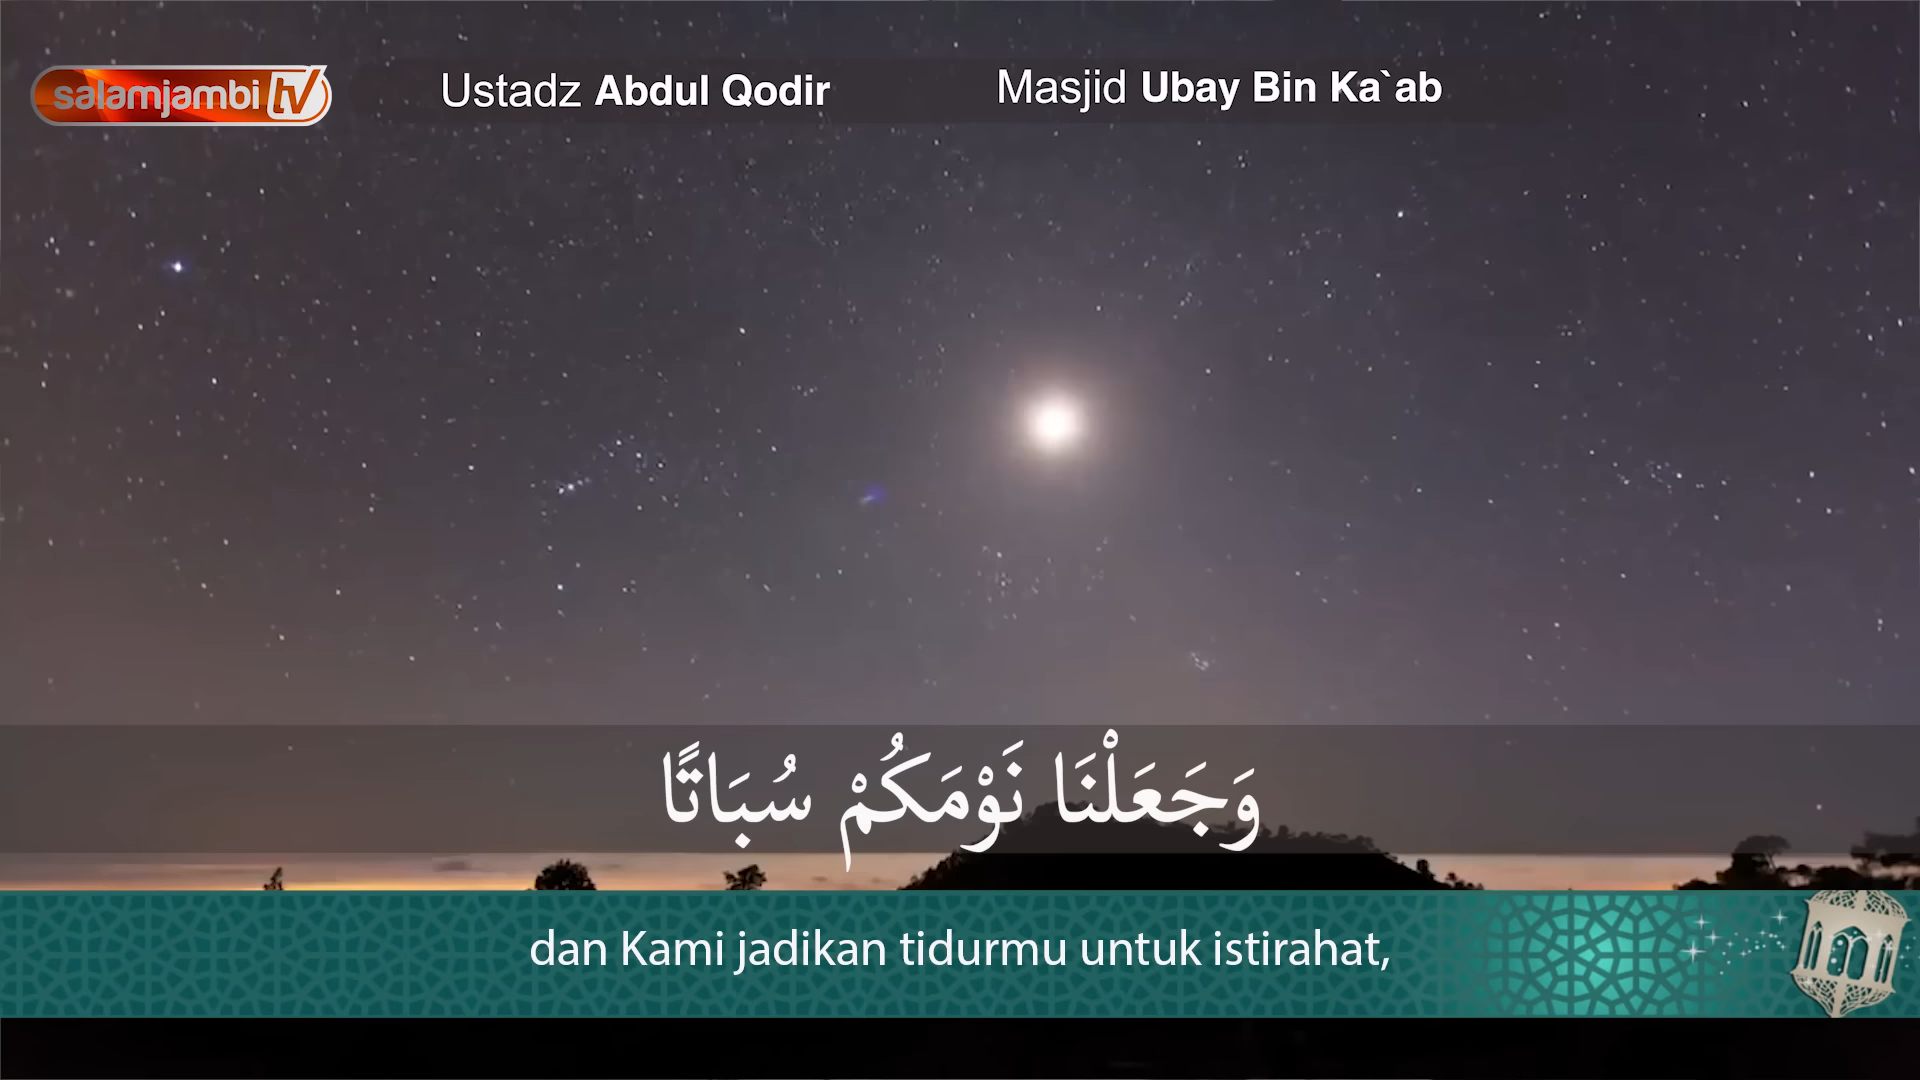 salamjambi tv
Ustadz Abdul Qodir
Masjid Ubay Bin Ka`ab
وَجَعَلْنَا نَوْمَكُمْ سُبَاتًا
dan Kami jadikan tidurmu untuk istirahat,